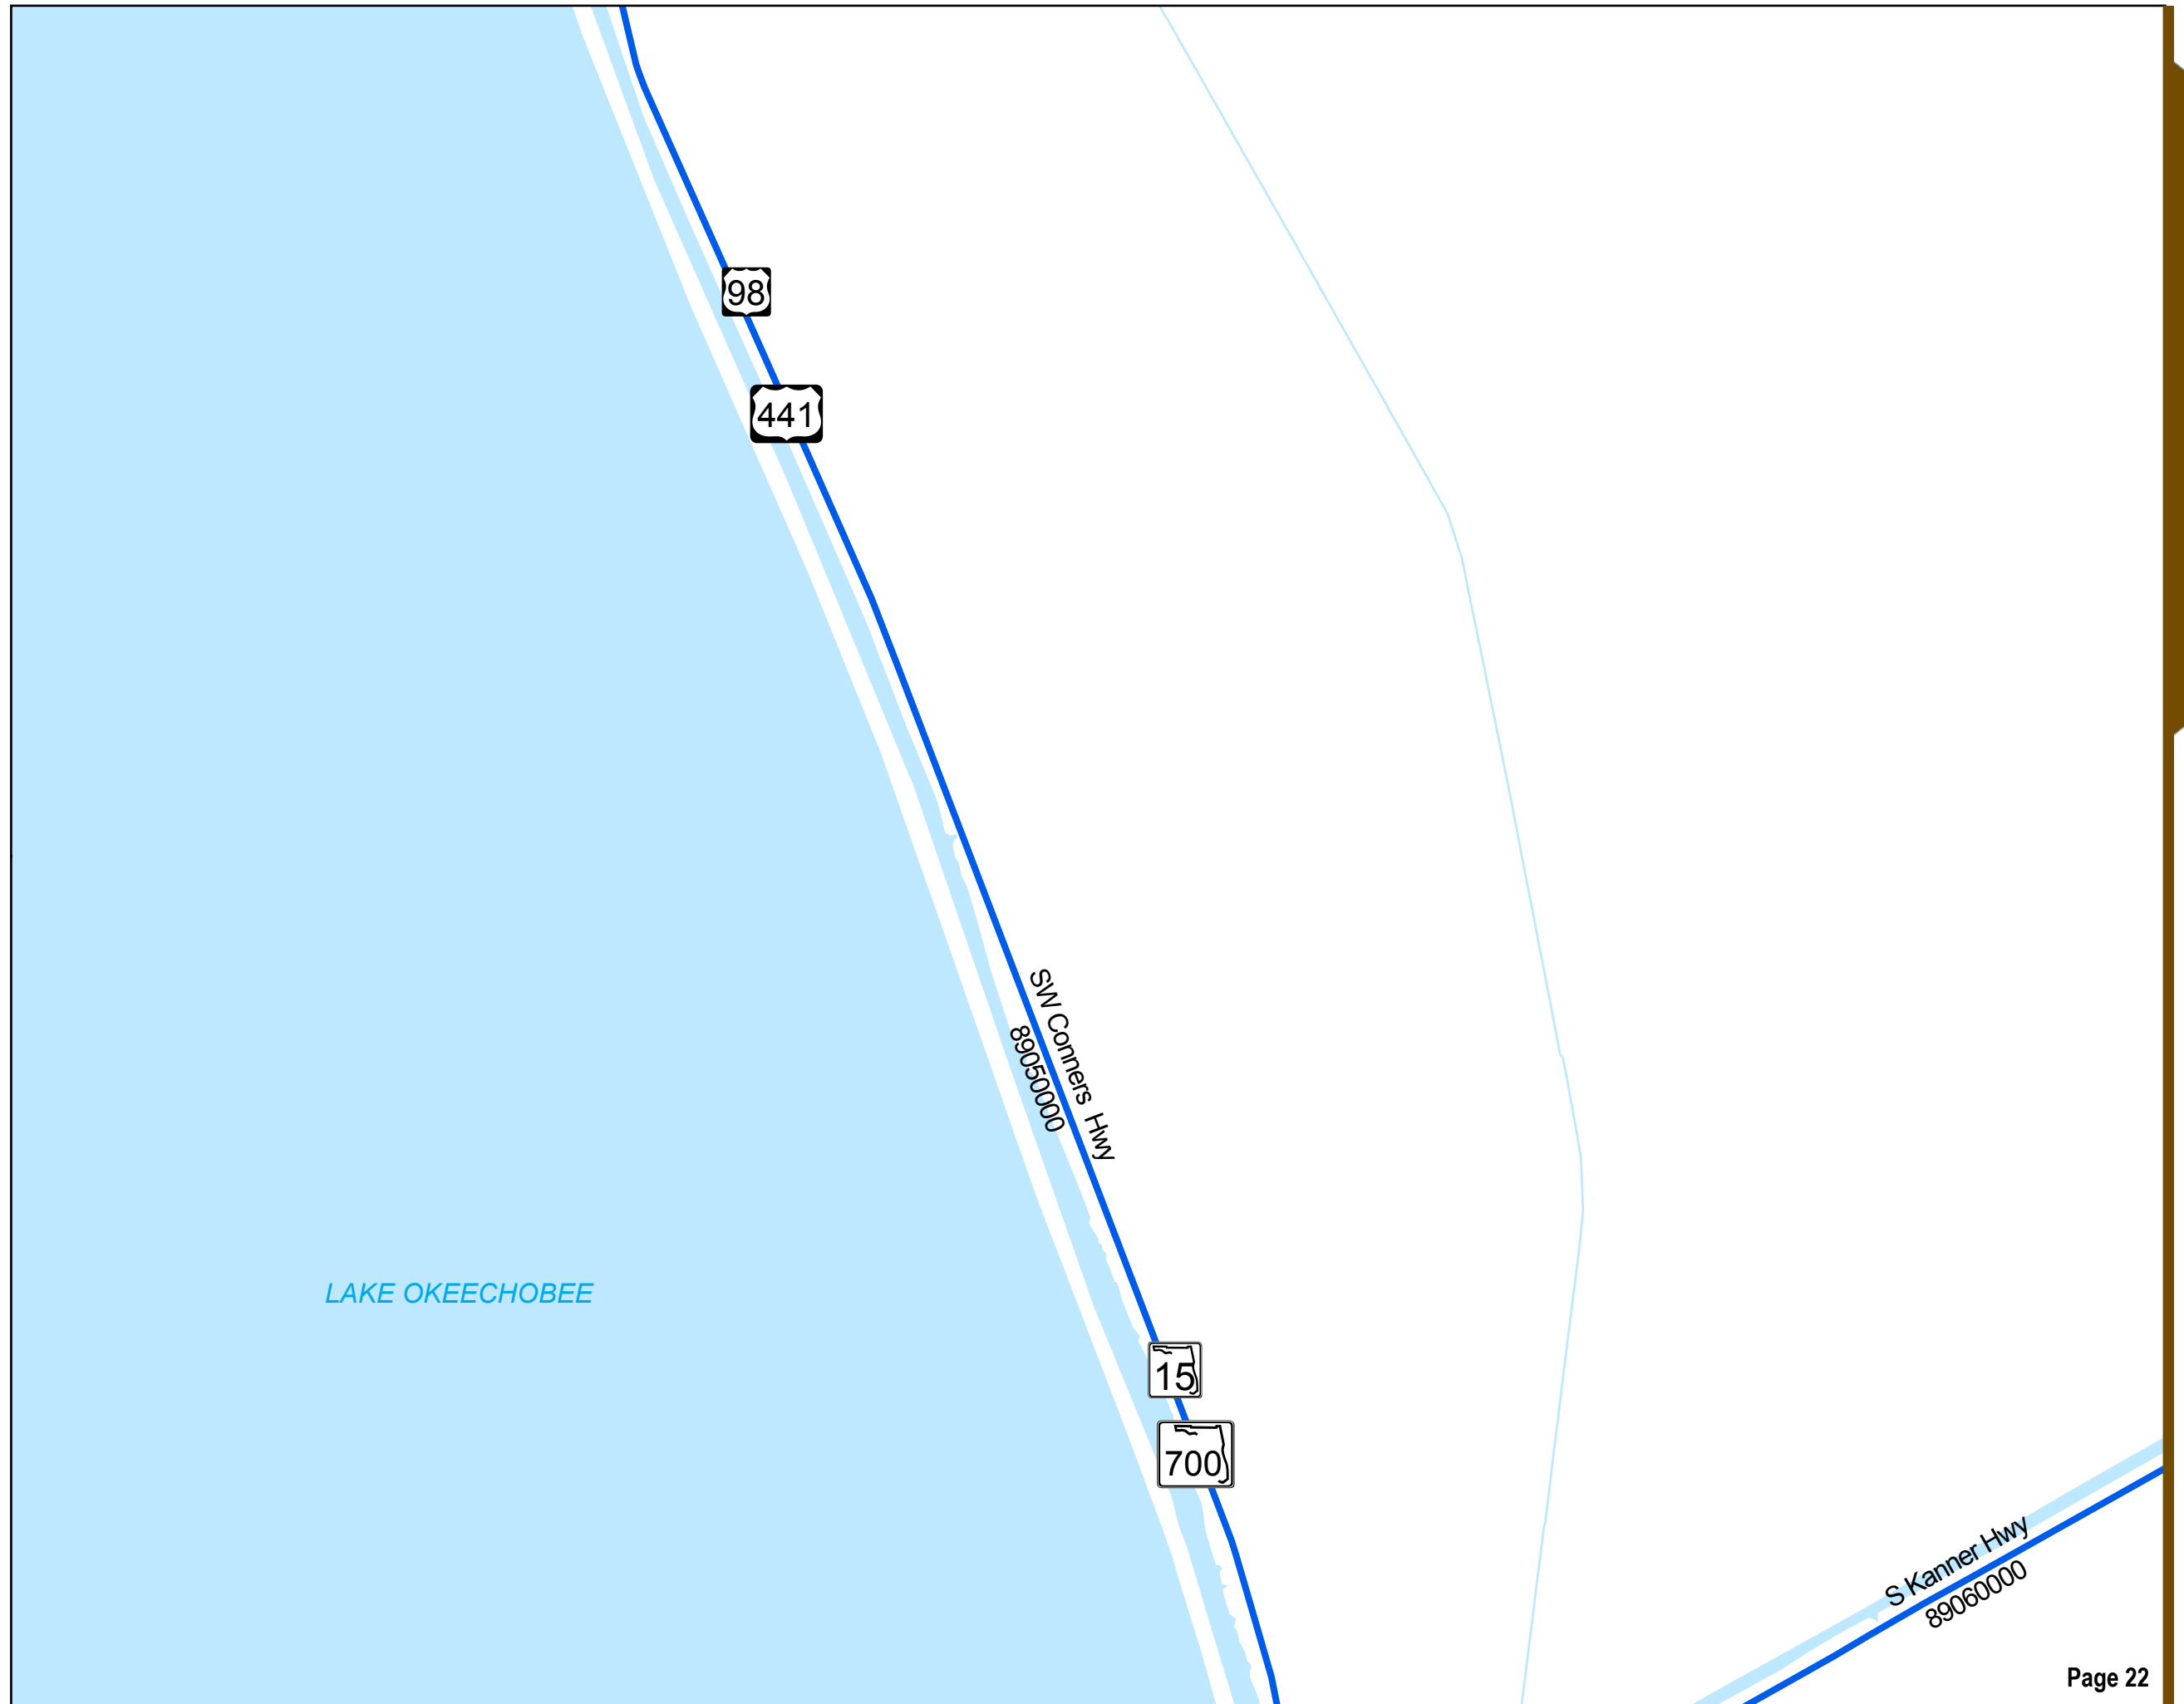 98
441
SW Conners Hwy
89050000
LAKE OKEECHOBEE
15
700
S Kanner Hwy
89060000
Page 22